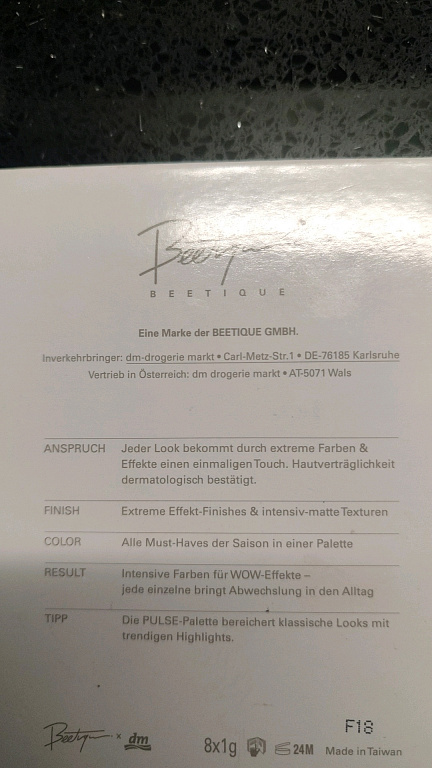 Beetique
BEETIQUE
Eine Marke der BEETIQUE GMBH.
Inverkehrbringer: dm-drogerie markt • Carl-Metz-Str.1 • DE-76185 Karlsruhe
Vertrieb in Österreich: dm drogerie markt • AT-5071 Wals
ANSPRUCH Jeder Look bekommt durch extreme Farben &
Effekte einen einmaligen Touch. Hautverträglichkeit
dermatologisch bestätigt.
FINISH Extreme Effekt-Finishes & intensiv-matte Texturen
COLOR Alle Must-Haves der Saison in einer Palette
RESULT Intensive Farben für WOW-Effekte –
jede einzelne bringt Abwechslung in den Alltag
TIPP Die PULSE-Palette bereichert klassische Looks mit
trendigen Highlights.
F18
Beetique x dm 8x1g 24M Made in Taiwan